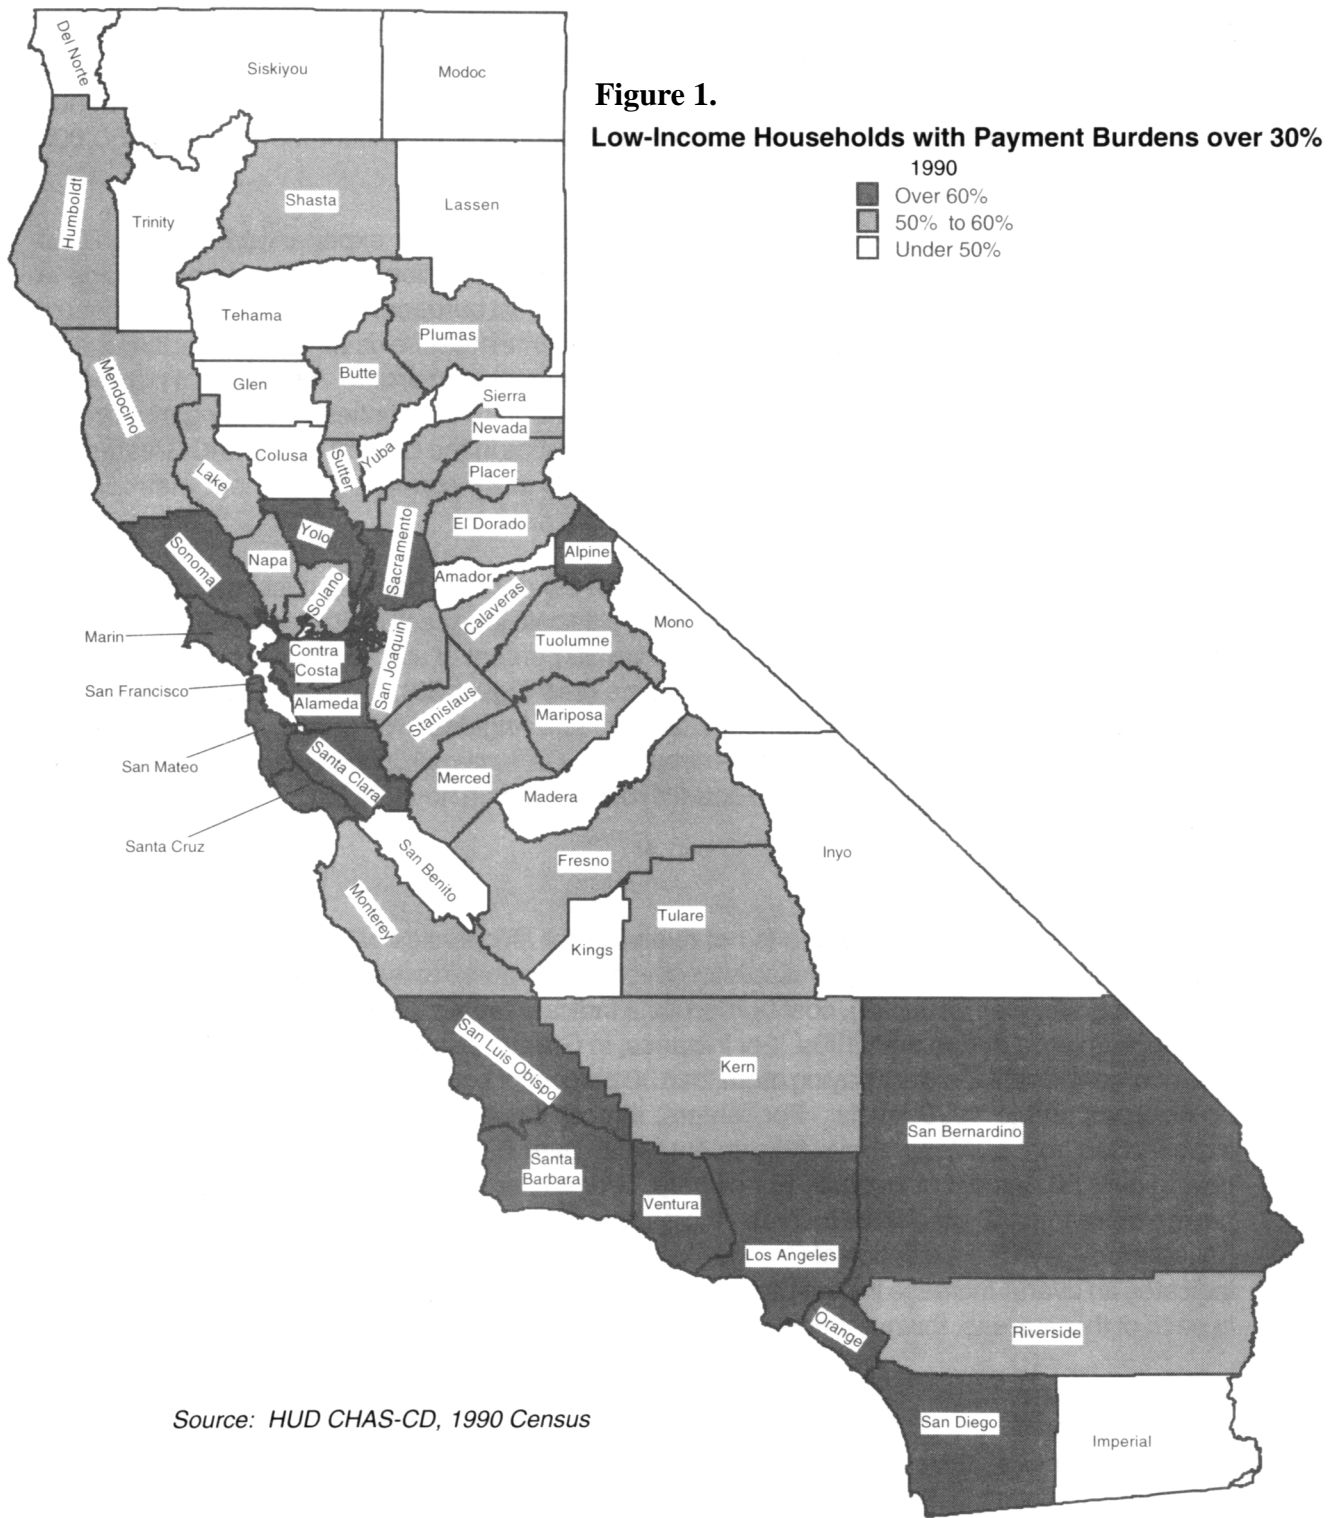 Figure 1.
Low-Income Households with Payment Burdens over 30%
1990
Over 60%
50% to 60%
Under 50%
Del Norte
Siskiyou
Modoc
Humboldt
Trinity
Shasta
Lassen
Tehama
Plumas
Mendocino
Glen
Butte
Sierra
Nevada
Lake
Colusa
Sutter
Yuba
Placer
Sonoma
Napa
Yolo
Solano
Sacramento
El Dorado
Alpine
Amador
Calaveras
Marin
Contra
Costa
San Joaquin
Tuolumne
Mono
San Francisco
Alameda
Stanislaus
Mariposa
San Mateo
Santa Clara
Merced
Madera
Santa Cruz
San Benito
Fresno
Inyo
Monterey
Kings
Tulare
San Luis Obispo
Kern
San Bernardino
Santa
Barbara
Ventura
Los Angeles
Orange
Riverside
San Diego
Imperial
Source: HUD CHAS-CD, 1990 Census